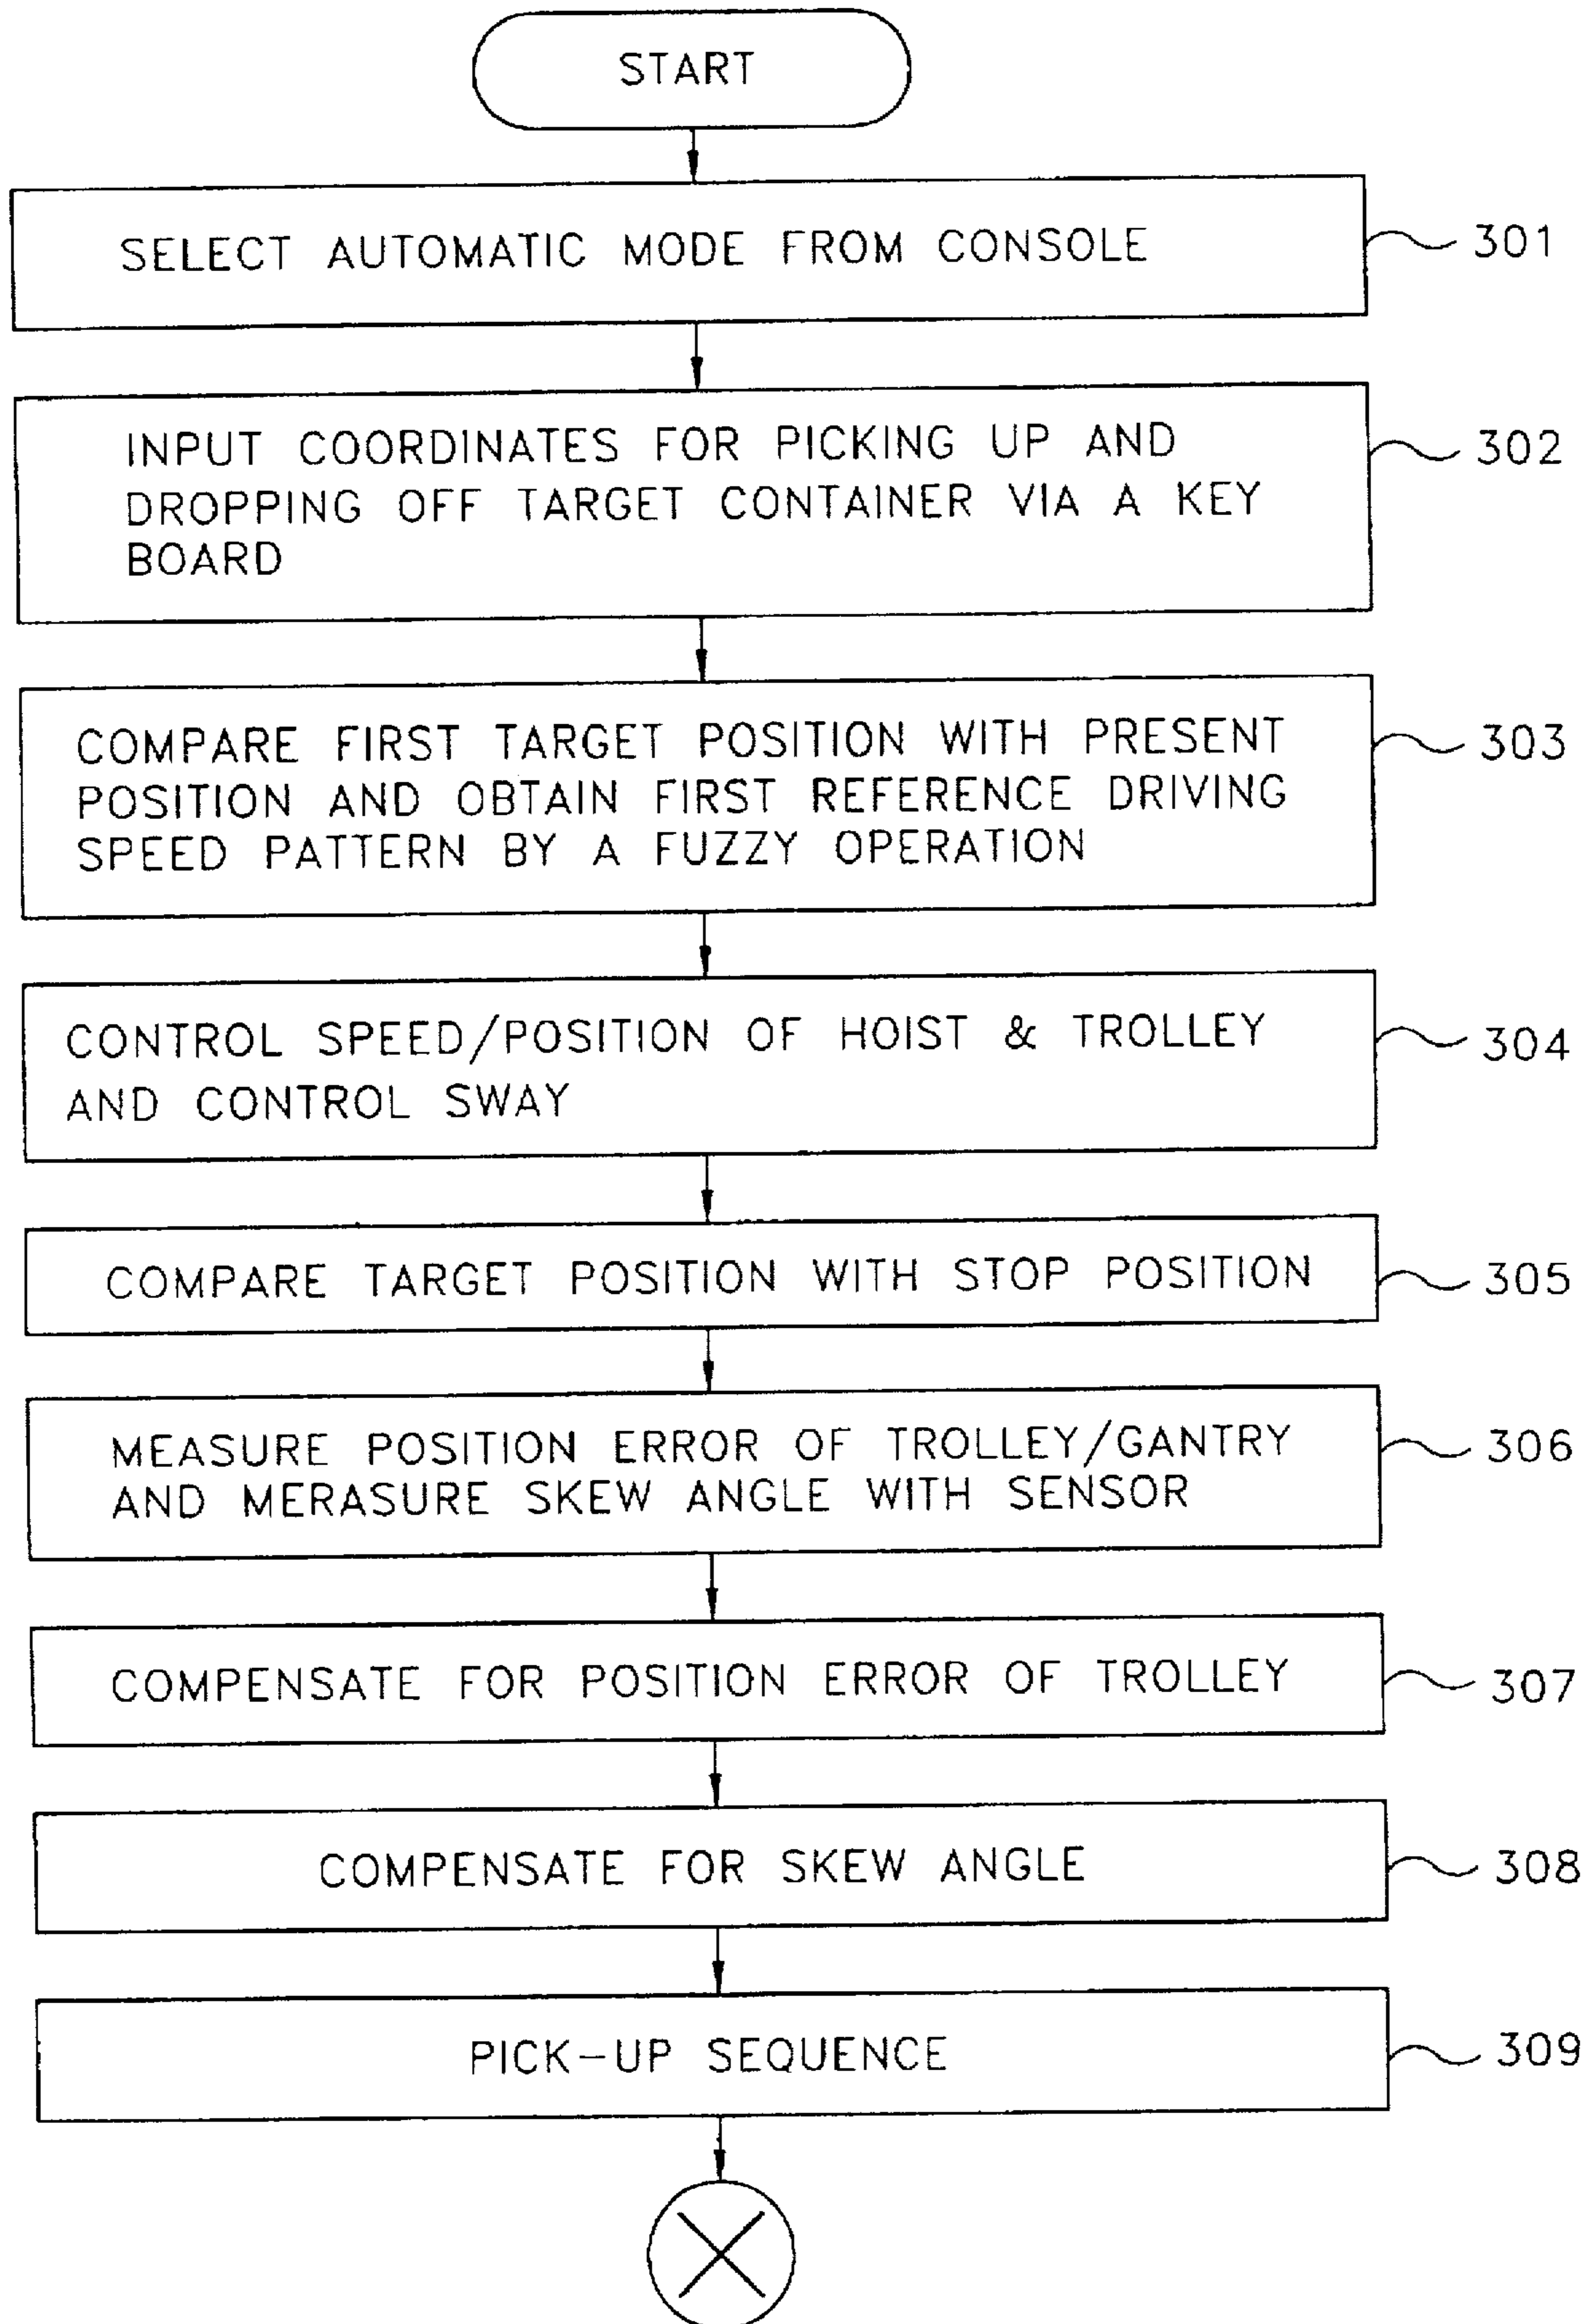 START
SELECT AUTOMATIC MODE FROM CONSOLE
301
INPUT COORDINATES FOR PICKING UP AND
DROPPING OFF TARGET CONTAINER VIA A KEY
BOARD
302
COMPARE FIRST TARGET POSITION WITH PRESENT
POSITION AND OBTAIN FIRST REFERENCE DRIVING
SPEED PATTERN BY A FUZZY OPERATION
303
CONTROL SPEED/POSITION OF HOIST & TROLLEY
AND CONTROL SWAY
304
COMPARE TARGET POSITION WITH STOP POSITION
305
MEASURE POSITION ERROR OF TROLLEY/GANTRY
AND MERASURE SKEW ANGLE WITH SENSOR
306
COMPENSATE FOR POSITION ERROR OF TROLLEY
307
COMPENSATE FOR SKEW ANGLE
308
PICK-UP SEQUENCE
309